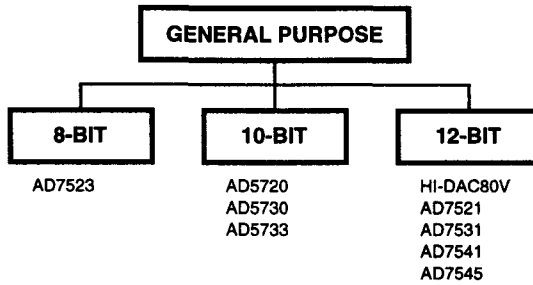 GENERAL PURPOSE
8-BIT
AD7523
10-BIT
AD5720
AD5730
AD5733
12-BIT
HI-DAC80V
AD7521
AD7531
AD7541
AD7545